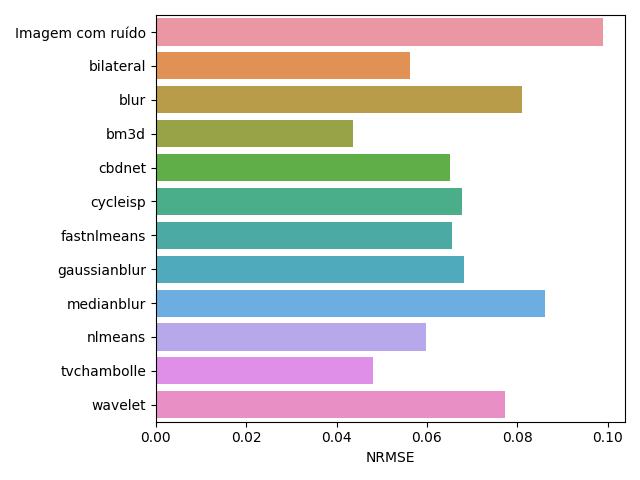 Imagem com ruído
bilateral
blur
bm3d
cbdnet
cycleisp
fastnlmeans
gaussianblur
medianblur
nlmeans
tvchambolle
wavelet
0.00 0.02 0.04 0.06 0.08 0.10
NRMSE